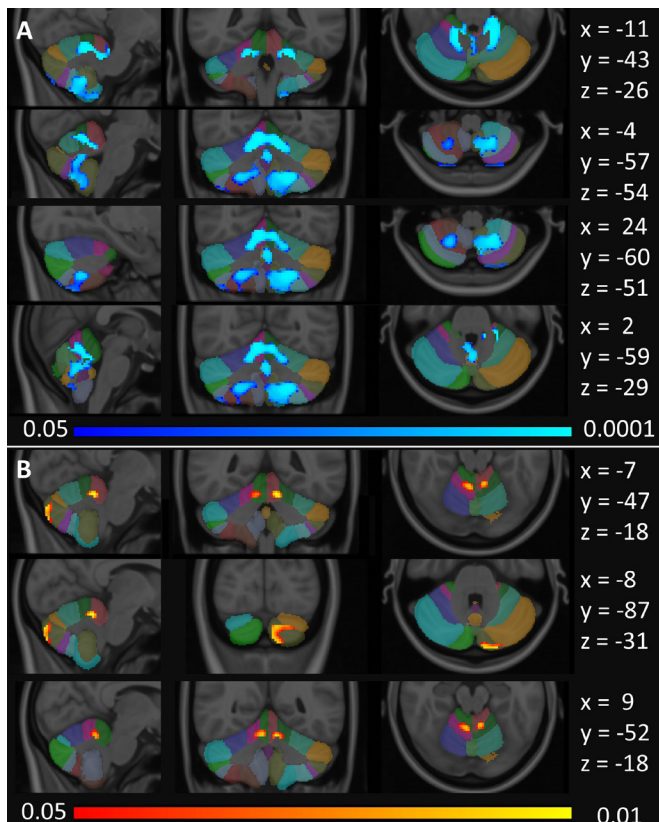 A
x = -11
y = -43
z = -26
x = -4
y = -57
z = -54
x = 24
y = -60
z = -51
x = 2
y = -59
z = -29
0.05 0.0001
B
x = -7
y = -47
z = -18
x = -8
y = -87
z = -31
x = 9
y = -52
z = -18
0.05 0.01